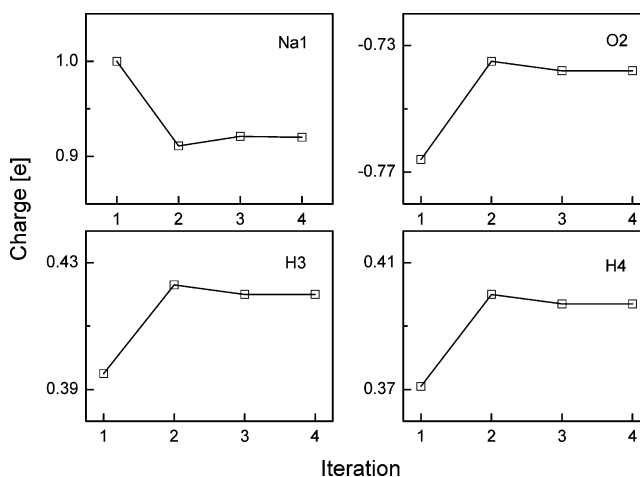 Na1
1.0
0.9
1 2 3 4
O2
-0.73
-0.77
1 2 3 4
Charge [e]
H3
0.43
0.39
1 2 3 4
H4
0.41
0.37
1 2 3 4
Iteration